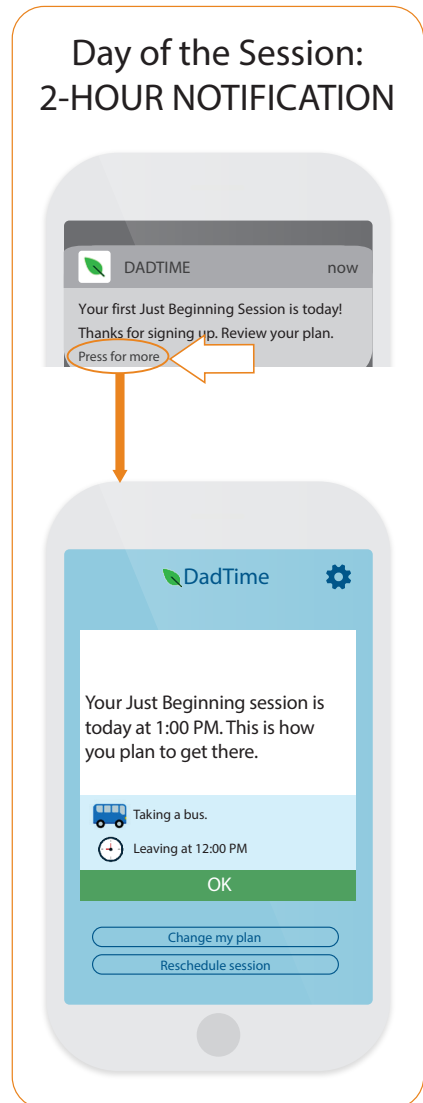 Day of the Session:
2-HOUR NOTIFICATION
DADTIME now
Your first Just Beginning Session is today!
Thanks for signing up. Review your plan.
Press for more
DadTime
Your Just Beginning session is
today at 1:00 PM. This is how
you plan to get there.
Taking a bus.
Leaving at 12:00 PM
OK
Change my plan
Reschedule session